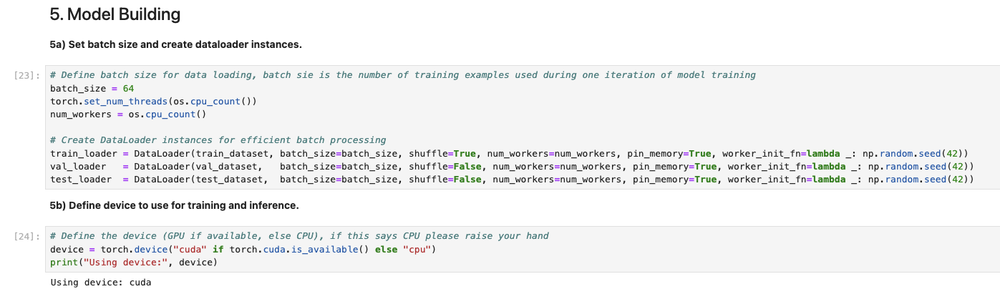 5. Model Building
5a) Set batch size and create dataloader instances.
[23]:
# Define batch size for data loading, batch sie is the number of training examples used during one iteration of model training
batch_size = 64
torch.set_num_threads(os.cpu_count())
num_workers = os.cpu_count()
# Create DataLoader instances for efficient batch processing
train_loader = DataLoader(train_dataset, batch_size=batch_size, shuffle=True, num_workers=num_workers, pin_memory=True, worker_init_fn=lambda _: np.random.seed(42))
val_loader   = DataLoader(val_dataset,   batch_size=batch_size, shuffle=False, num_workers=num_workers, pin_memory=True, worker_init_fn=lambda _: np.random.seed(42))
test_loader  = DataLoader(test_dataset,  batch_size=batch_size, shuffle=False, num_workers=num_workers, pin_memory=True, worker_init_fn=lambda _: np.random.seed(42))
5b) Define device to use for training and inference.
[24]:
# Define the device (GPU if available, else CPU), if this says CPU please raise your hand
device = torch.device("cuda" if torch.cuda.is_available() else "cpu")
print("Using device:", device)
Using device: cuda